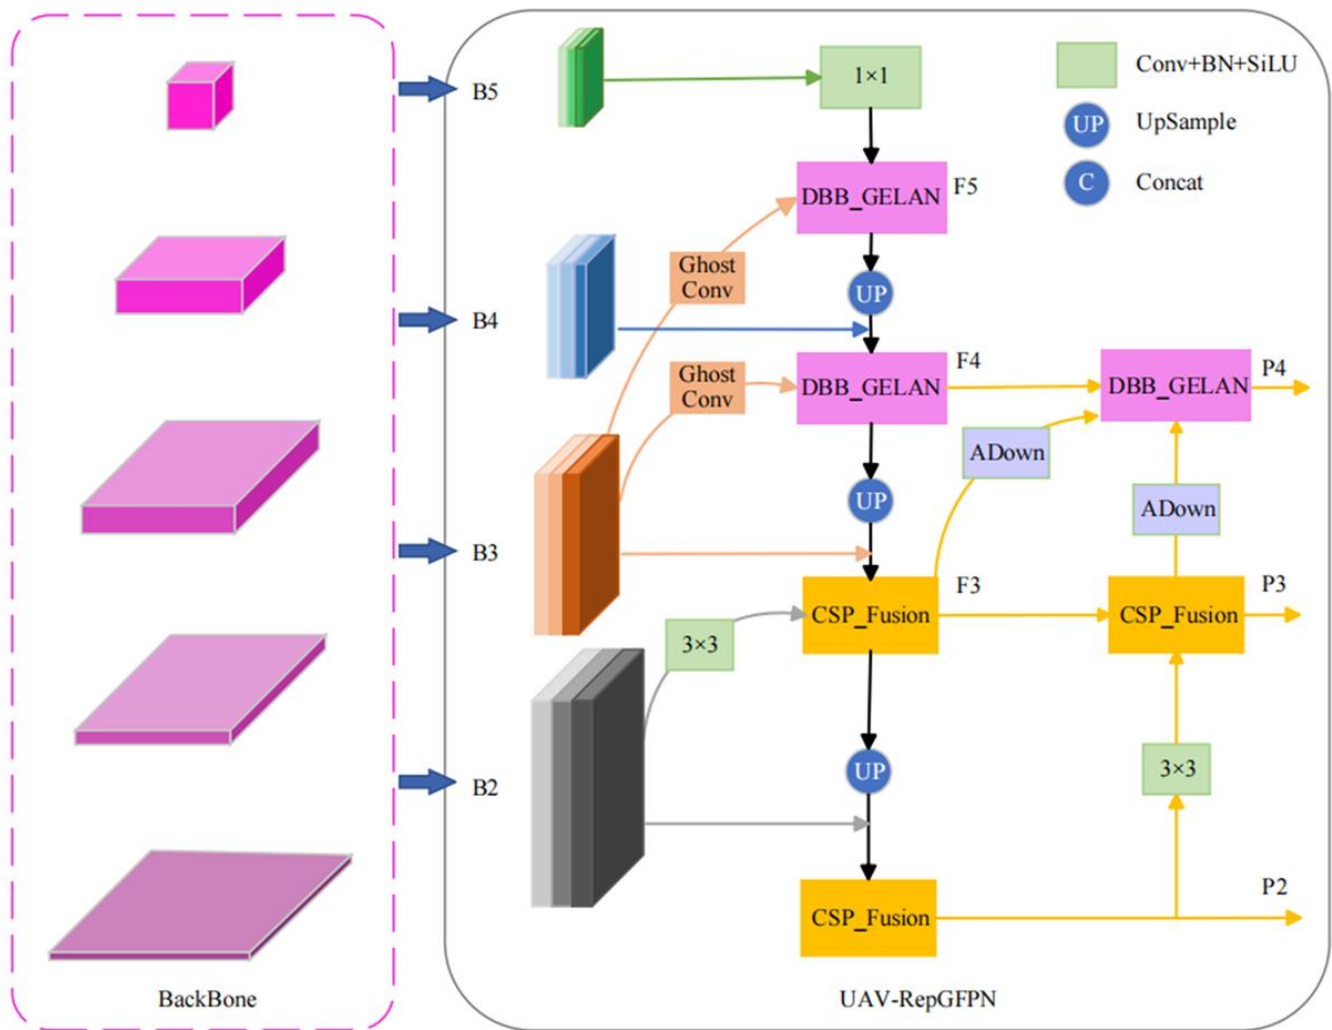 B5
1×1
Conv+BN+SiLU
UP
UpSample
C
Concat
DBB_GELAN
F5
Ghost
Conv
UP
B4
Ghost
Conv
DBB_GELAN
F4
DBB_GELAN
P4
ADown
UP
ADown
B3
CSP_Fusion
F3
CSP_Fusion
P3
3×3
UP
3×3
B2
CSP_Fusion
P2
BackBone
UAV-RepGFPN